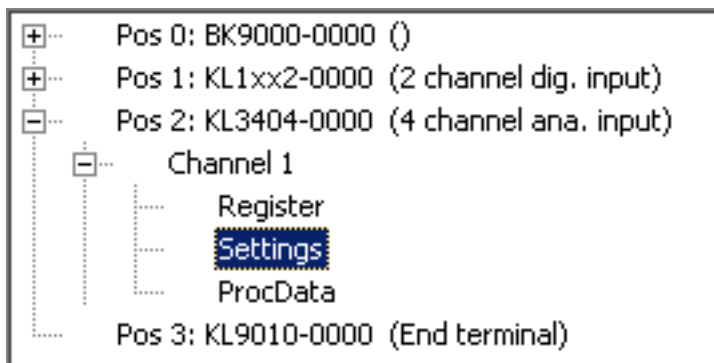 Pos 0: BK9000-0000 ()
Pos 1: KL1xx2-0000 (2 channel dig. input)
Pos 2: KL3404-0000 (4 channel ana. input)
Channel 1
Register
Settings
ProcData
Pos 3: KL9010-0000 (End terminal)